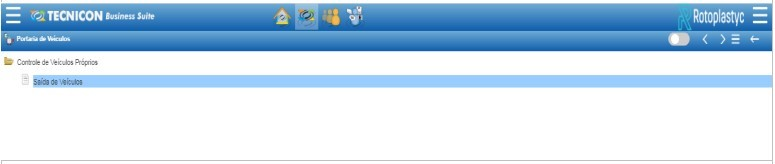 TECNICON Business Suite
Rotoplastyc
Portaria de Veículos
Controle de Veículos Próprios
Saída de Veículos